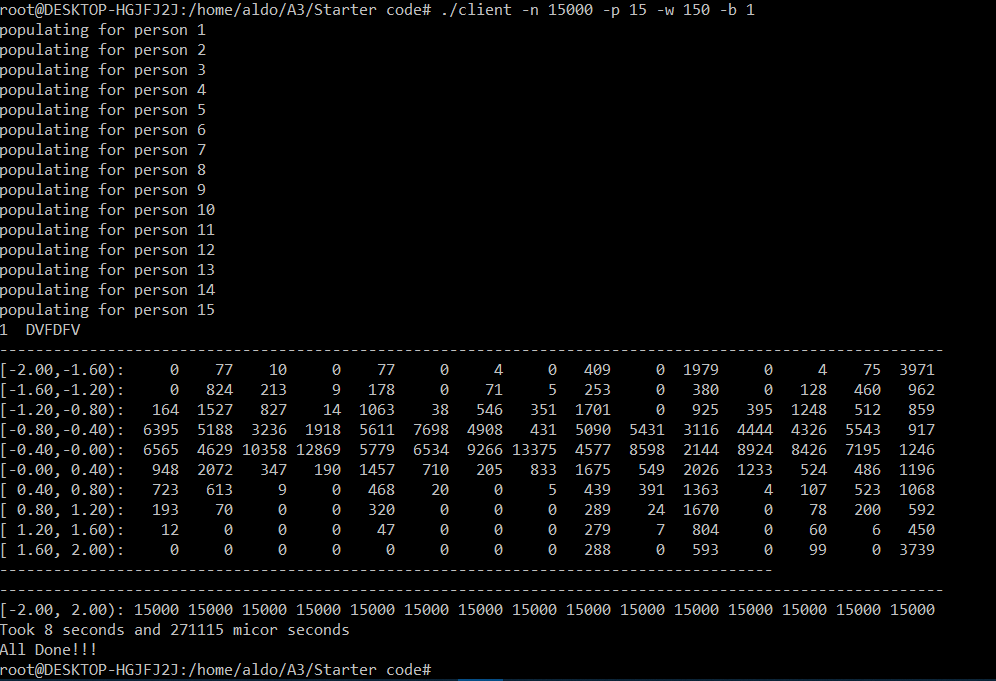 root@DESKTOP-HGJFJ2J:/home/aldo/A3/Starter code# ./client -n 15000 -p 15 -w 150 -b 1
populating for person 1
populating for person 2
populating for person 3
populating for person 4
populating for person 5
populating for person 6
populating for person 7
populating for person 8
populating for person 9
populating for person 10
populating for person 11
populating for person 12
populating for person 13
populating for person 14
populating for person 15
1  DVFDFV
---------------------------------------------------------------------------------------------------------
[-2.00,-1.60):     0    77    10     0    77     0     4     0   409     0  1979     0     4    75  3971
[-1.60,-1.20):     0   824   213     9   178     0    71     5   253     0   380     0   128   460   962
[-1.20,-0.80):   164  1527   827    14  1063    38   546   351  1701     0   925   395  1248   512   859
[-0.80,-0.40):  6395  5188  3236  1918  5611  7698  4908   431  5090  5431  3116  4444  4326  5543   917
[-0.40,-0.00):  6565  4629 10358 12869  5779  6534  9266 13375  4577  8598  2144  8924  8426  7195  1246
[-0.00, 0.40):   948  2072   347   190  1457   710   205   833  1675   549  2026  1233   524   486  1196
[ 0.40, 0.80):   723   613     9     0   468    20     0     5   439   391  1363     4   107   523  1068
[ 0.80, 1.20):   193    70     0     0   320     0     0     0   289    24  1670     0    78   200   592
[ 1.20, 1.60):    12     0     0     0    47     0     0     0   279     7   804     0    60     6   450
[ 1.60, 2.00):     0     0     0     0     0     0     0     0   288     0   593     0    99     0  3739
--------------------------------------------------------------------------------------
---------------------------------------------------------------------------------------------------------
[-2.00, 2.00): 15000 15000 15000 15000 15000 15000 15000 15000 15000 15000 15000 15000 15000 15000 15000
Took 8 seconds and 271115 micor seconds
All Done!!!
root@DESKTOP-HGJFJ2J:/home/aldo/A3/Starter code#